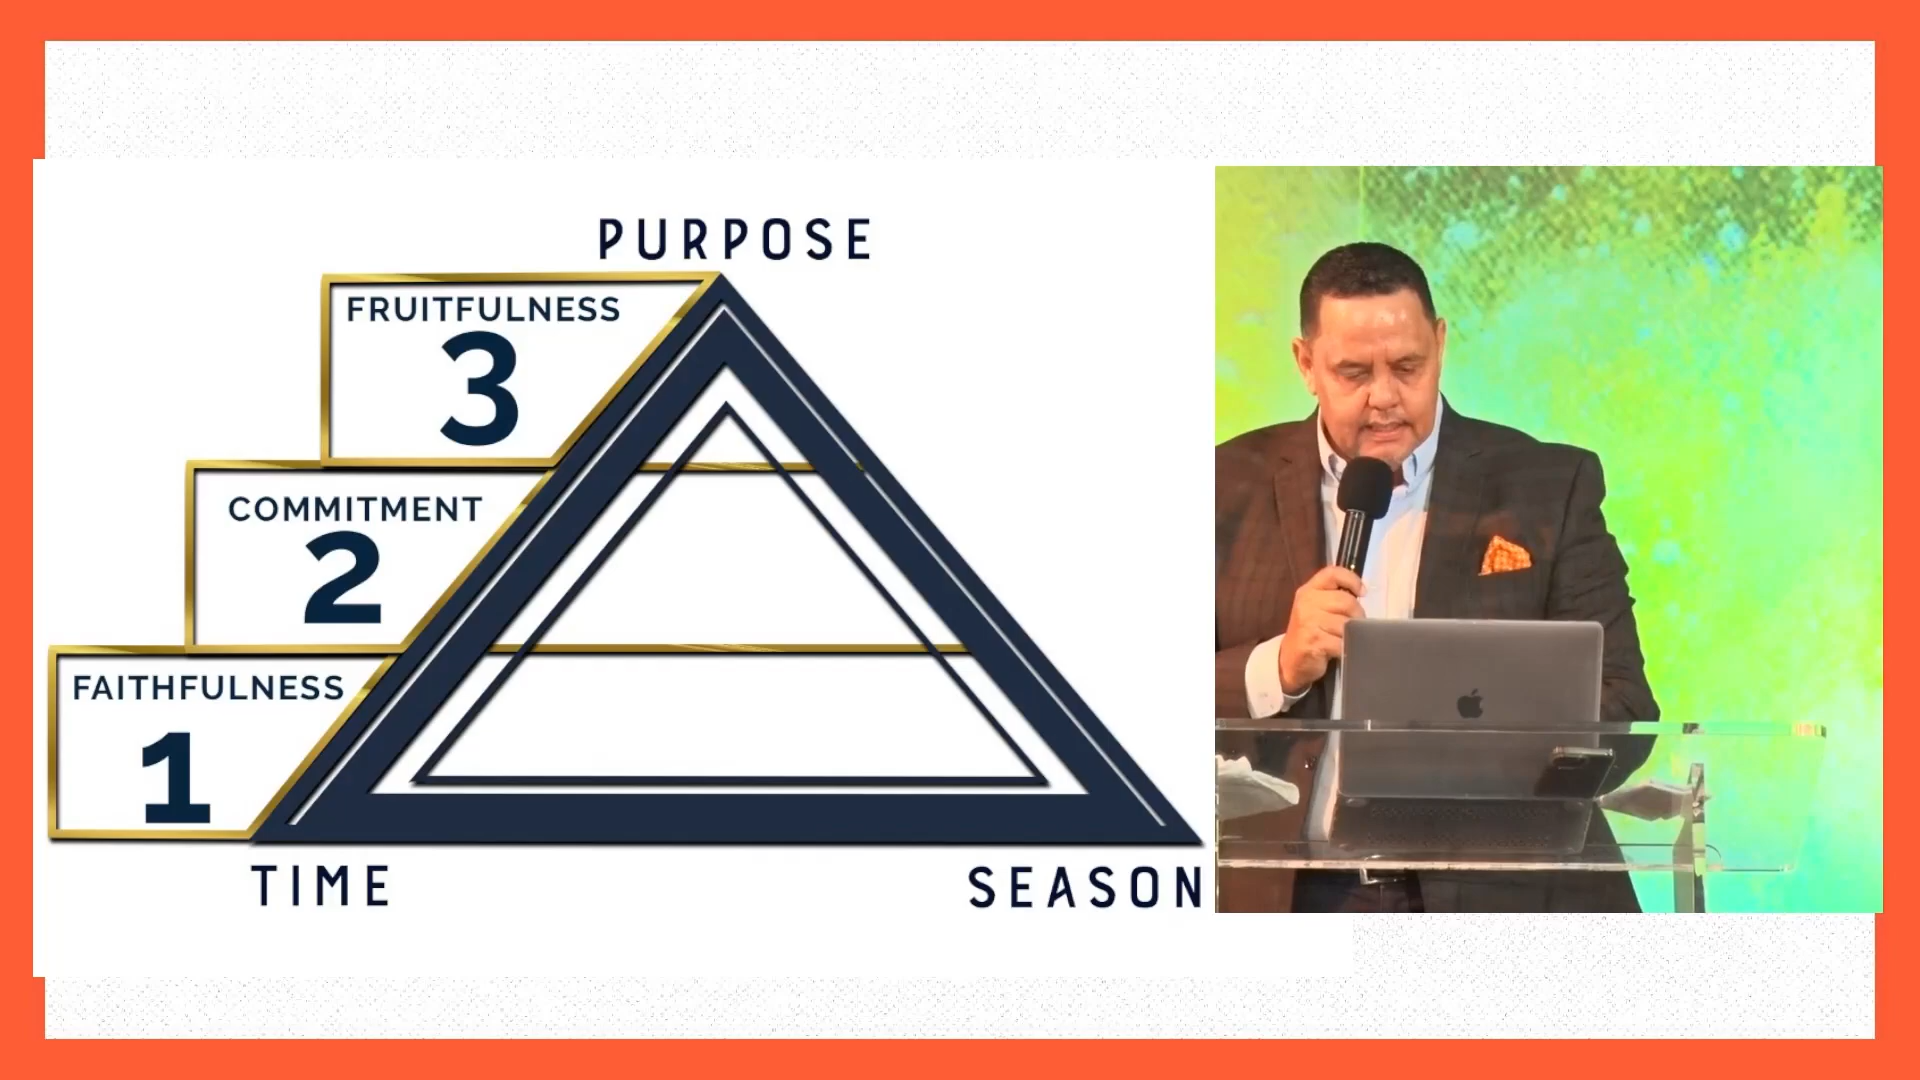 PURPOSE
FRUITFULNESS
3
COMMITMENT
2
FAITHFULNESS
1
TIME
SEASON